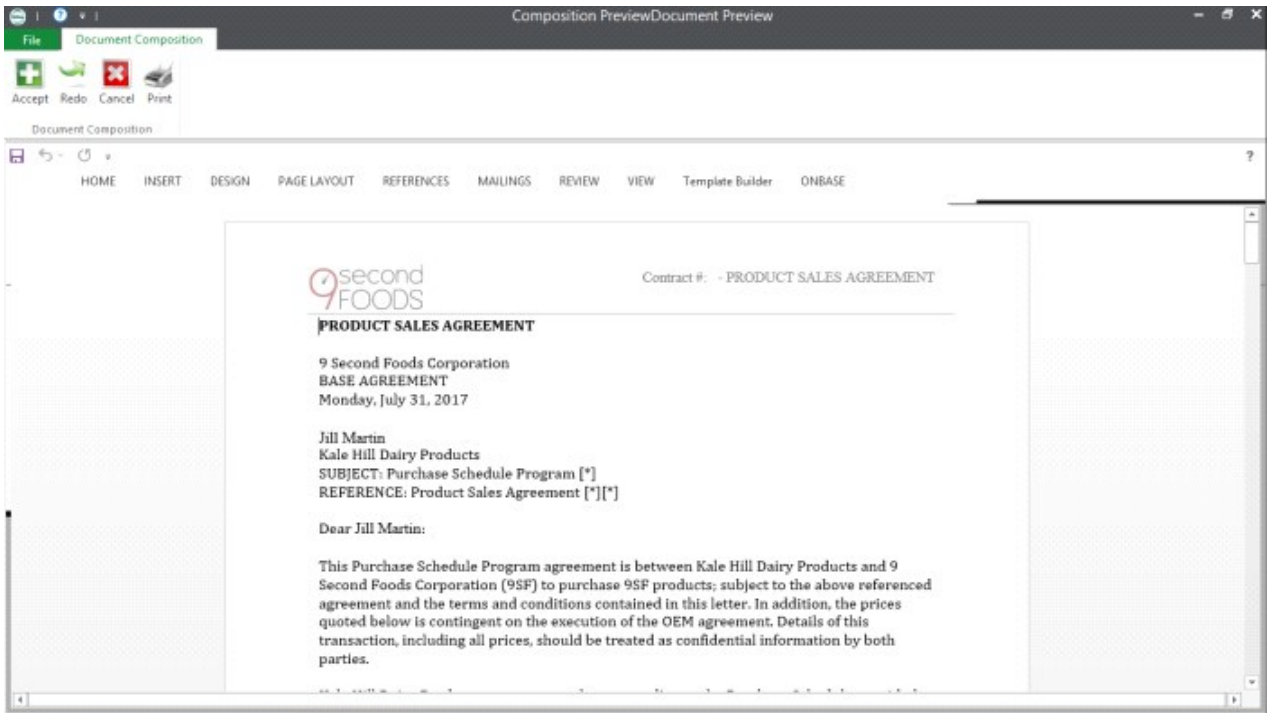 Composition PreviewDocument Preview
File Document Composition
Accept Redo Cancel Print
Document Composition
?
HOME INSERT DESIGN PAGE LAYOUT REFERENCES MAILINGS REVIEW VIEW Template Builder ONBASE
9 second FOODS
Contract #: - PRODUCT SALES AGREEMENT
PRODUCT SALES AGREEMENT
9 Second Foods Corporation
BASE AGREEMENT
Monday, July 31, 2017
Jill Martin
Kale Hill Dairy Products
SUBJECT: Purchase Schedule Program [*]
REFERENCE: Product Sales Agreement [*][*]
Dear Jill Martin:
This Purchase Schedule Program agreement is between Kale Hill Dairy Products and 9
Second Foods Corporation (9SF) to purchase 9SF products; subject to the above referenced
agreement and the terms and conditions contained in this letter. In addition, the prices
quoted below is contingent on the execution of the OEM agreement. Details of this
transaction, including all prices, should be treated as confidential information by both
parties.